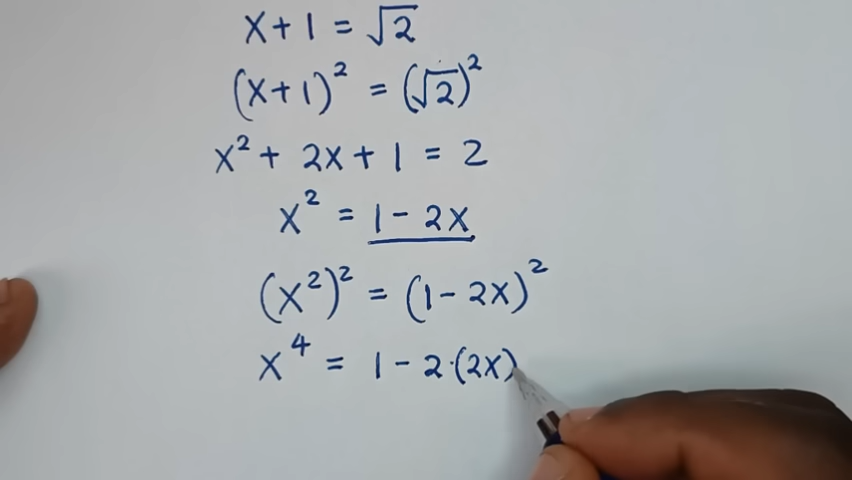 x + 1 = √2
(x + 1)² = (√2)²
x² + 2x + 1 = 2
x² = 1 - 2x
(x²)² = (1 - 2x)²
x⁴ = 1 - 2·(2x)